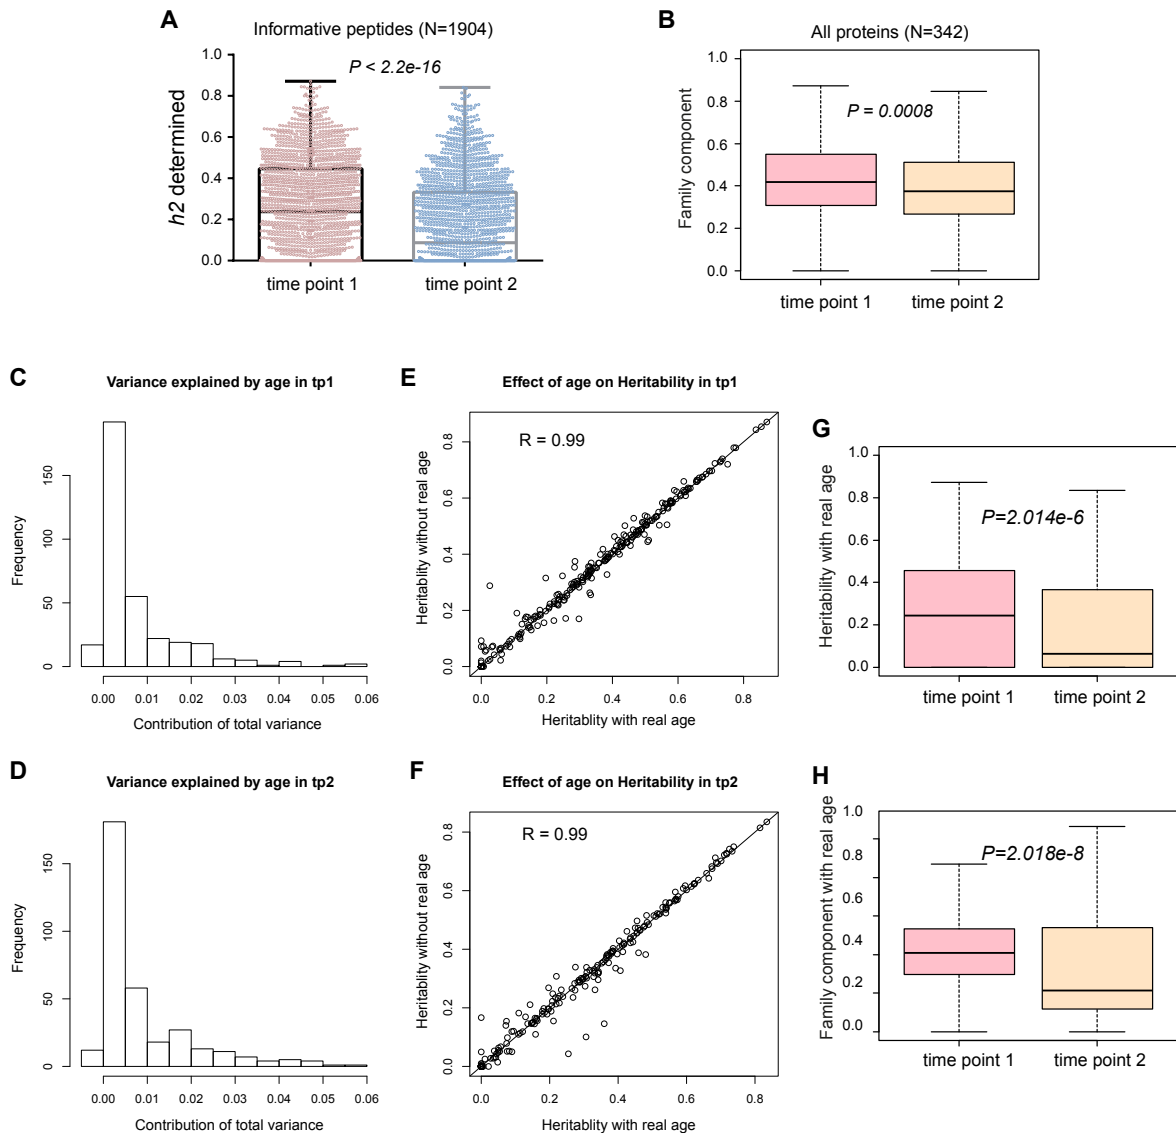 A
Informative peptides (N=1904)
P < 2.2e-16
h2 determined
1.0
0.8
0.6
0.4
0.2
0.0
time point 1
time point 2
B
All proteins (N=342)
P = 0.0008
Family component
1.0
0.8
0.6
0.4
0.2
0.0
time point 1
time point 2
C
Variance explained by age in tp1
Frequency
150
100
50
0
0.00 0.01 0.02 0.03 0.04 0.05 0.06
Contribution of total variance
E
Effect of age on Heritability in tp1
R = 0.99
Heritablity without real age
0.8
0.6
0.4
0.2
0.0
0.0 0.2 0.4 0.6 0.8
Heritablity with real age
G
P=2.014e-6
Heritability with real age
1.0
0.8
0.6
0.4
0.2
0.0
time point 1
time point 2
D
Variance explained by age in tp2
Frequency
150
100
50
0
0.00 0.01 0.02 0.03 0.04 0.05 0.06
Contribution of total variance
F
Effect of age on Heritability in tp2
R = 0.99
Heritablity without real age
0.8
0.6
0.4
0.2
0.0
0.0 0.2 0.4 0.6 0.8
Heritablity with real age
H
P=2.018e-8
Family component with real age
1.0
0.8
0.6
0.4
0.2
0.0
time point 1
time point 2